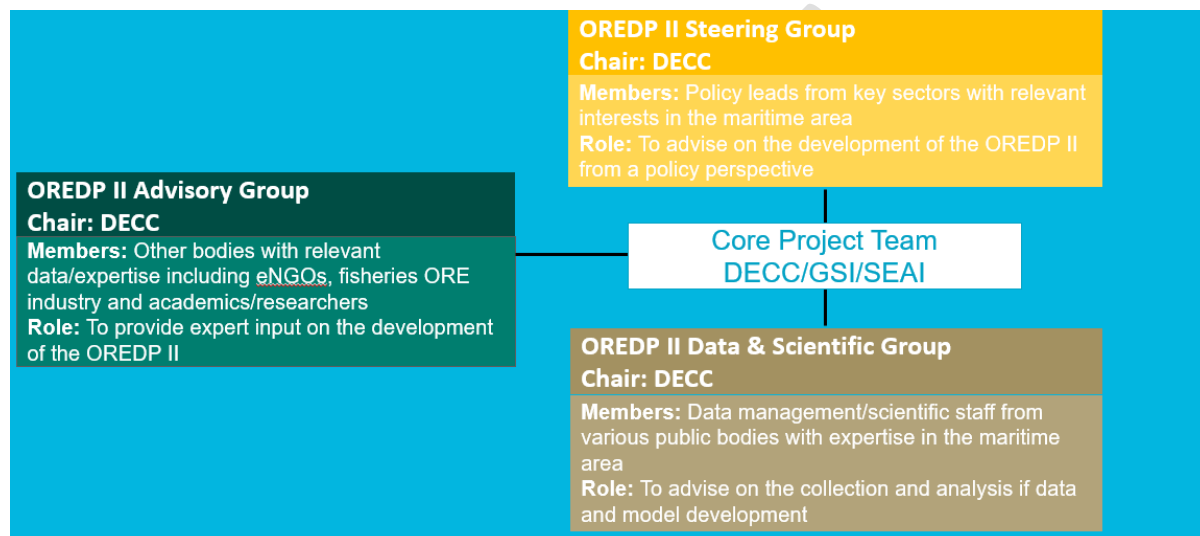 OREDP II Steering Group
Chair: DECC
Members: Policy leads from key sectors with relevant
interests in the maritime area
Role: To advise on the development of the OREDP II
from a policy perspective
OREDP II Advisory Group
Chair: DECC
Members: Other bodies with relevant
data/expertise including eNGOs, fisheries ORE
industry and academics/researchers
Role: To provide expert input on the development
of the OREDP II
Core Project Team
DECC/GSI/SEAI
OREDP II Data & Scientific Group
Chair: DECC
Members: Data management/scientific staff from
various public bodies with expertise in the maritime
area
Role: To advise on the collection and analysis if data
and model development